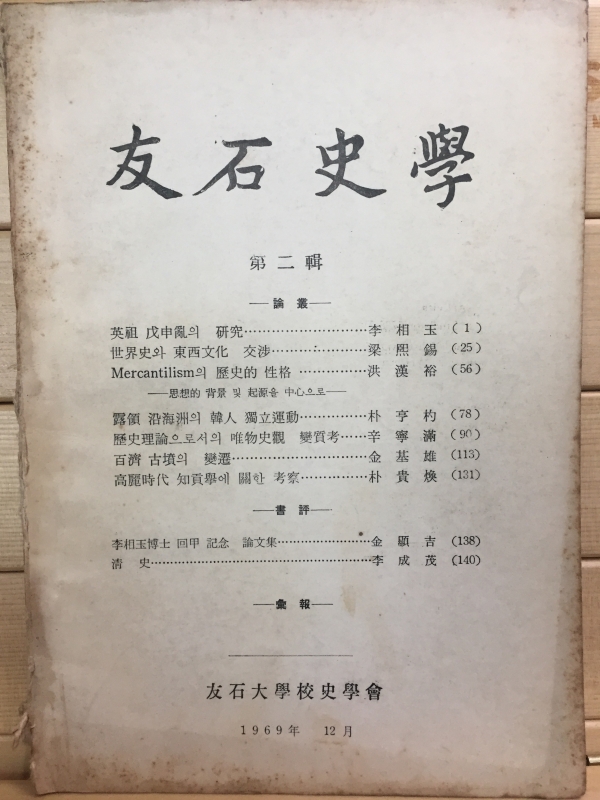 友石史學
第二輯
——論叢——
英祖 戊申亂의 研究………………………李相玉 (1)
世界史와 東西文化 交涉………………梁熙錫 (25)
Mercantilism의 歷史的 性格 ……………洪漢裕 (56)
——思想的 背景 및 起源을 中心으로——
露領 沿海洲의 韓人 獨立運動……………朴亨杓 (78)
歷史理論으로서의 唯物史觀 變質考……辛寧滿 (90)
百濟 古墳의 變遷…………………………金基雄 (113)
高麗時代 知貢擧에 關한 考察……………朴貴煥 (131)
——書評——
李相玉博士 回甲 記念 論文集…………………金顯吉 (138)
清史……………………………………………李成茂 (140)
——彙報——
友石大學校史學會
1969年 12月